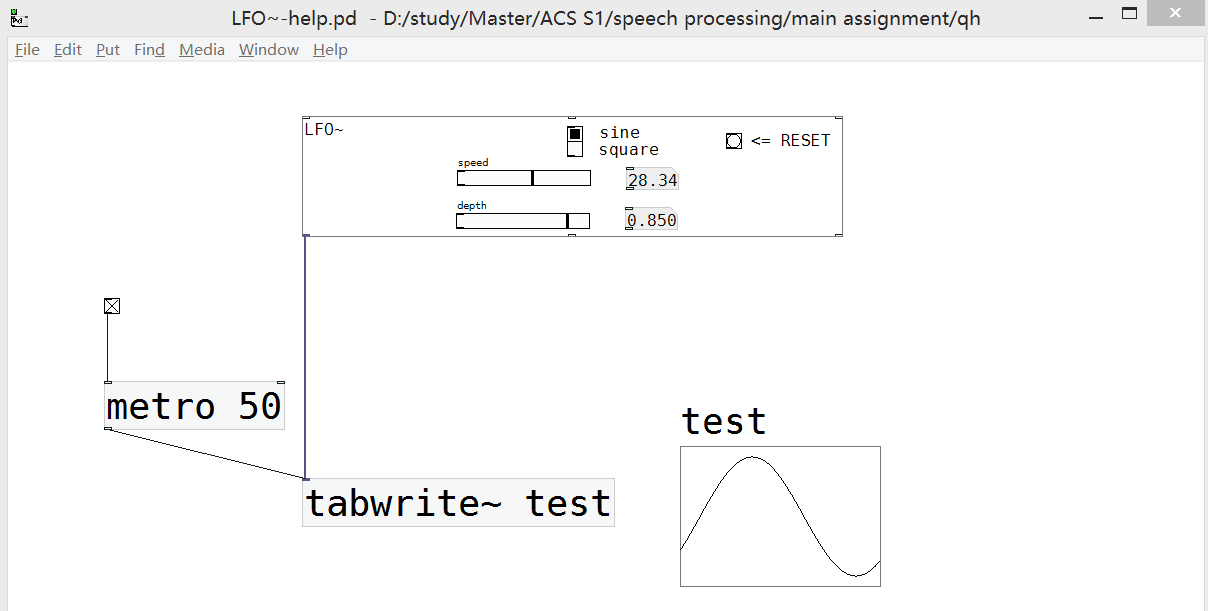 LFO~-help.pd - D:/study/Master/ACS S1/speech processing/main assignment/qh
File Edit Put Find Media Window Help
LFO~
sine
square
<= RESET
speed
28.34
depth
0.850
metro 50
tabwrite~ test
test